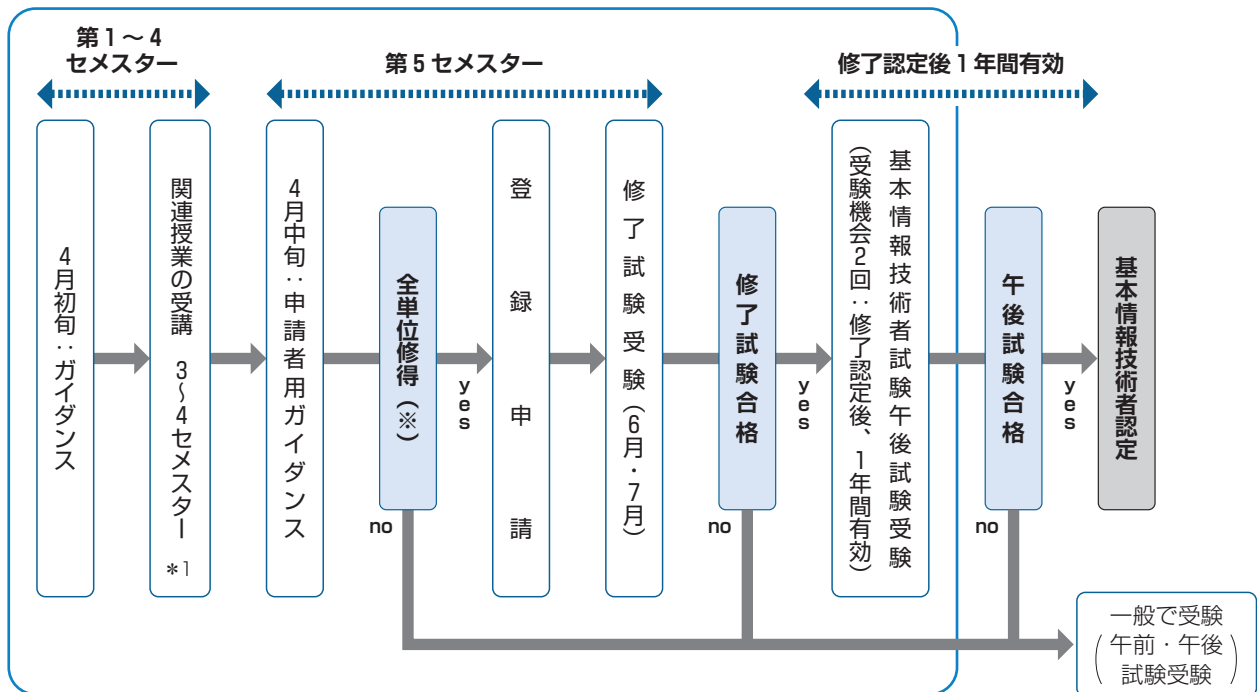 第1～4
セメスター
第5セメスター
修了認定後1年間有効
4月初旬：ガイダンス
関連授業の受講　3～4セメスター　＊1
4月中旬：申請者用ガイダンス
全単位修得（※）
yes
no
登録申請
修了試験受験（6月・7月）
修了試験合格
yes
no
基本情報技術者試験午後試験受験
（受験機会2回：修了認定後、1年間有効）
午後試験合格
yes
no
基本情報技術者認定
一般で受験
（午前・午後
試験受験）